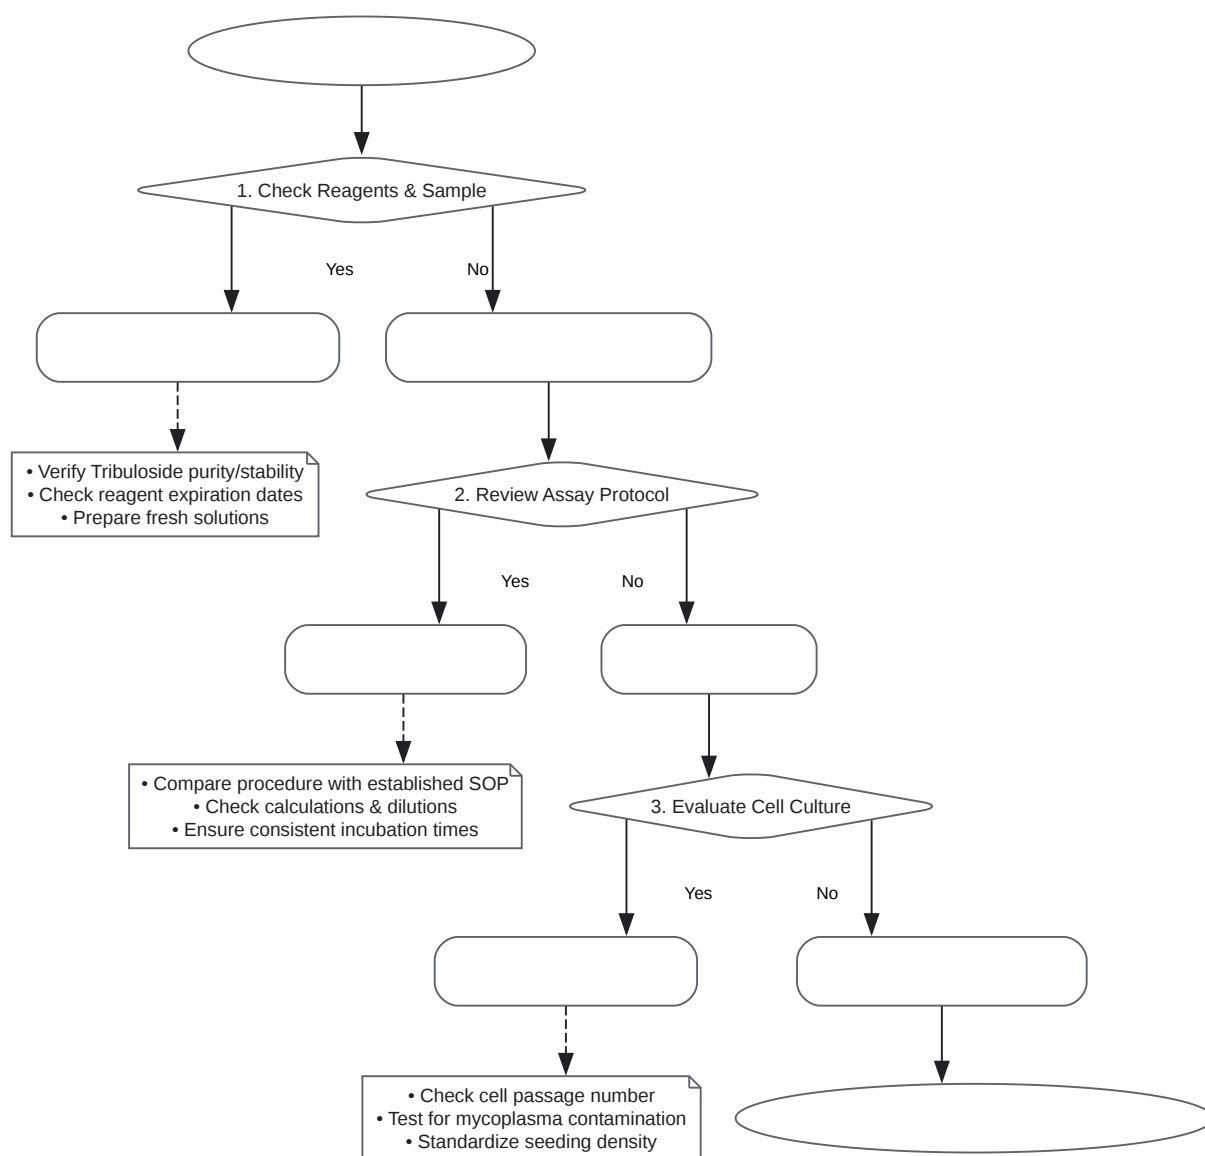 1. Check Reagents & Sample
Yes
No
• Verify Tribuloside purity/stability
• Check reagent expiration dates
• Prepare fresh solutions
2. Review Assay Protocol
Yes
No
• Compare procedure with established SOP
• Check calculations & dilutions
• Ensure consistent incubation times
3. Evaluate Cell Culture
Yes
No
• Check cell passage number
• Test for mycoplasma contamination
• Standardize seeding density